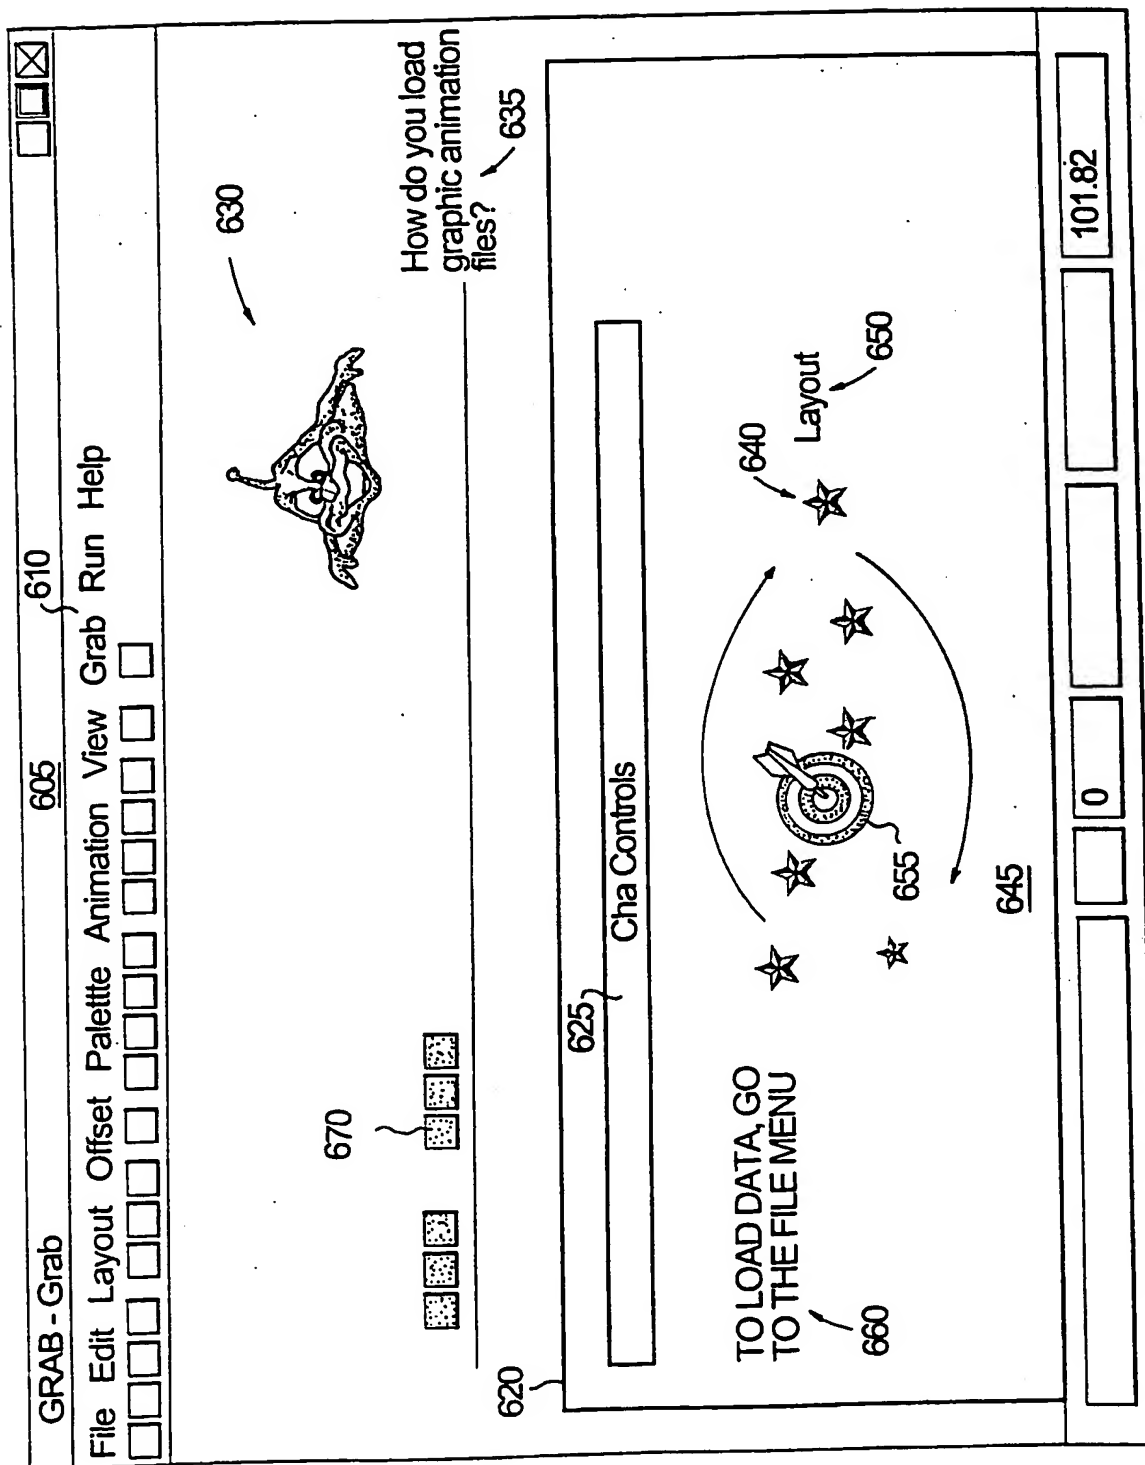 GRAB - Grab
605
610
File Edit Layout Offset Palettte Animation View Grab Run Help
630
670
How do you load
graphic animation
files?
635
620
625
Cha Controls
640
Layout
650
TO LOAD DATA, GO
TO THE FILE MENU
660
655
645
0
101.82